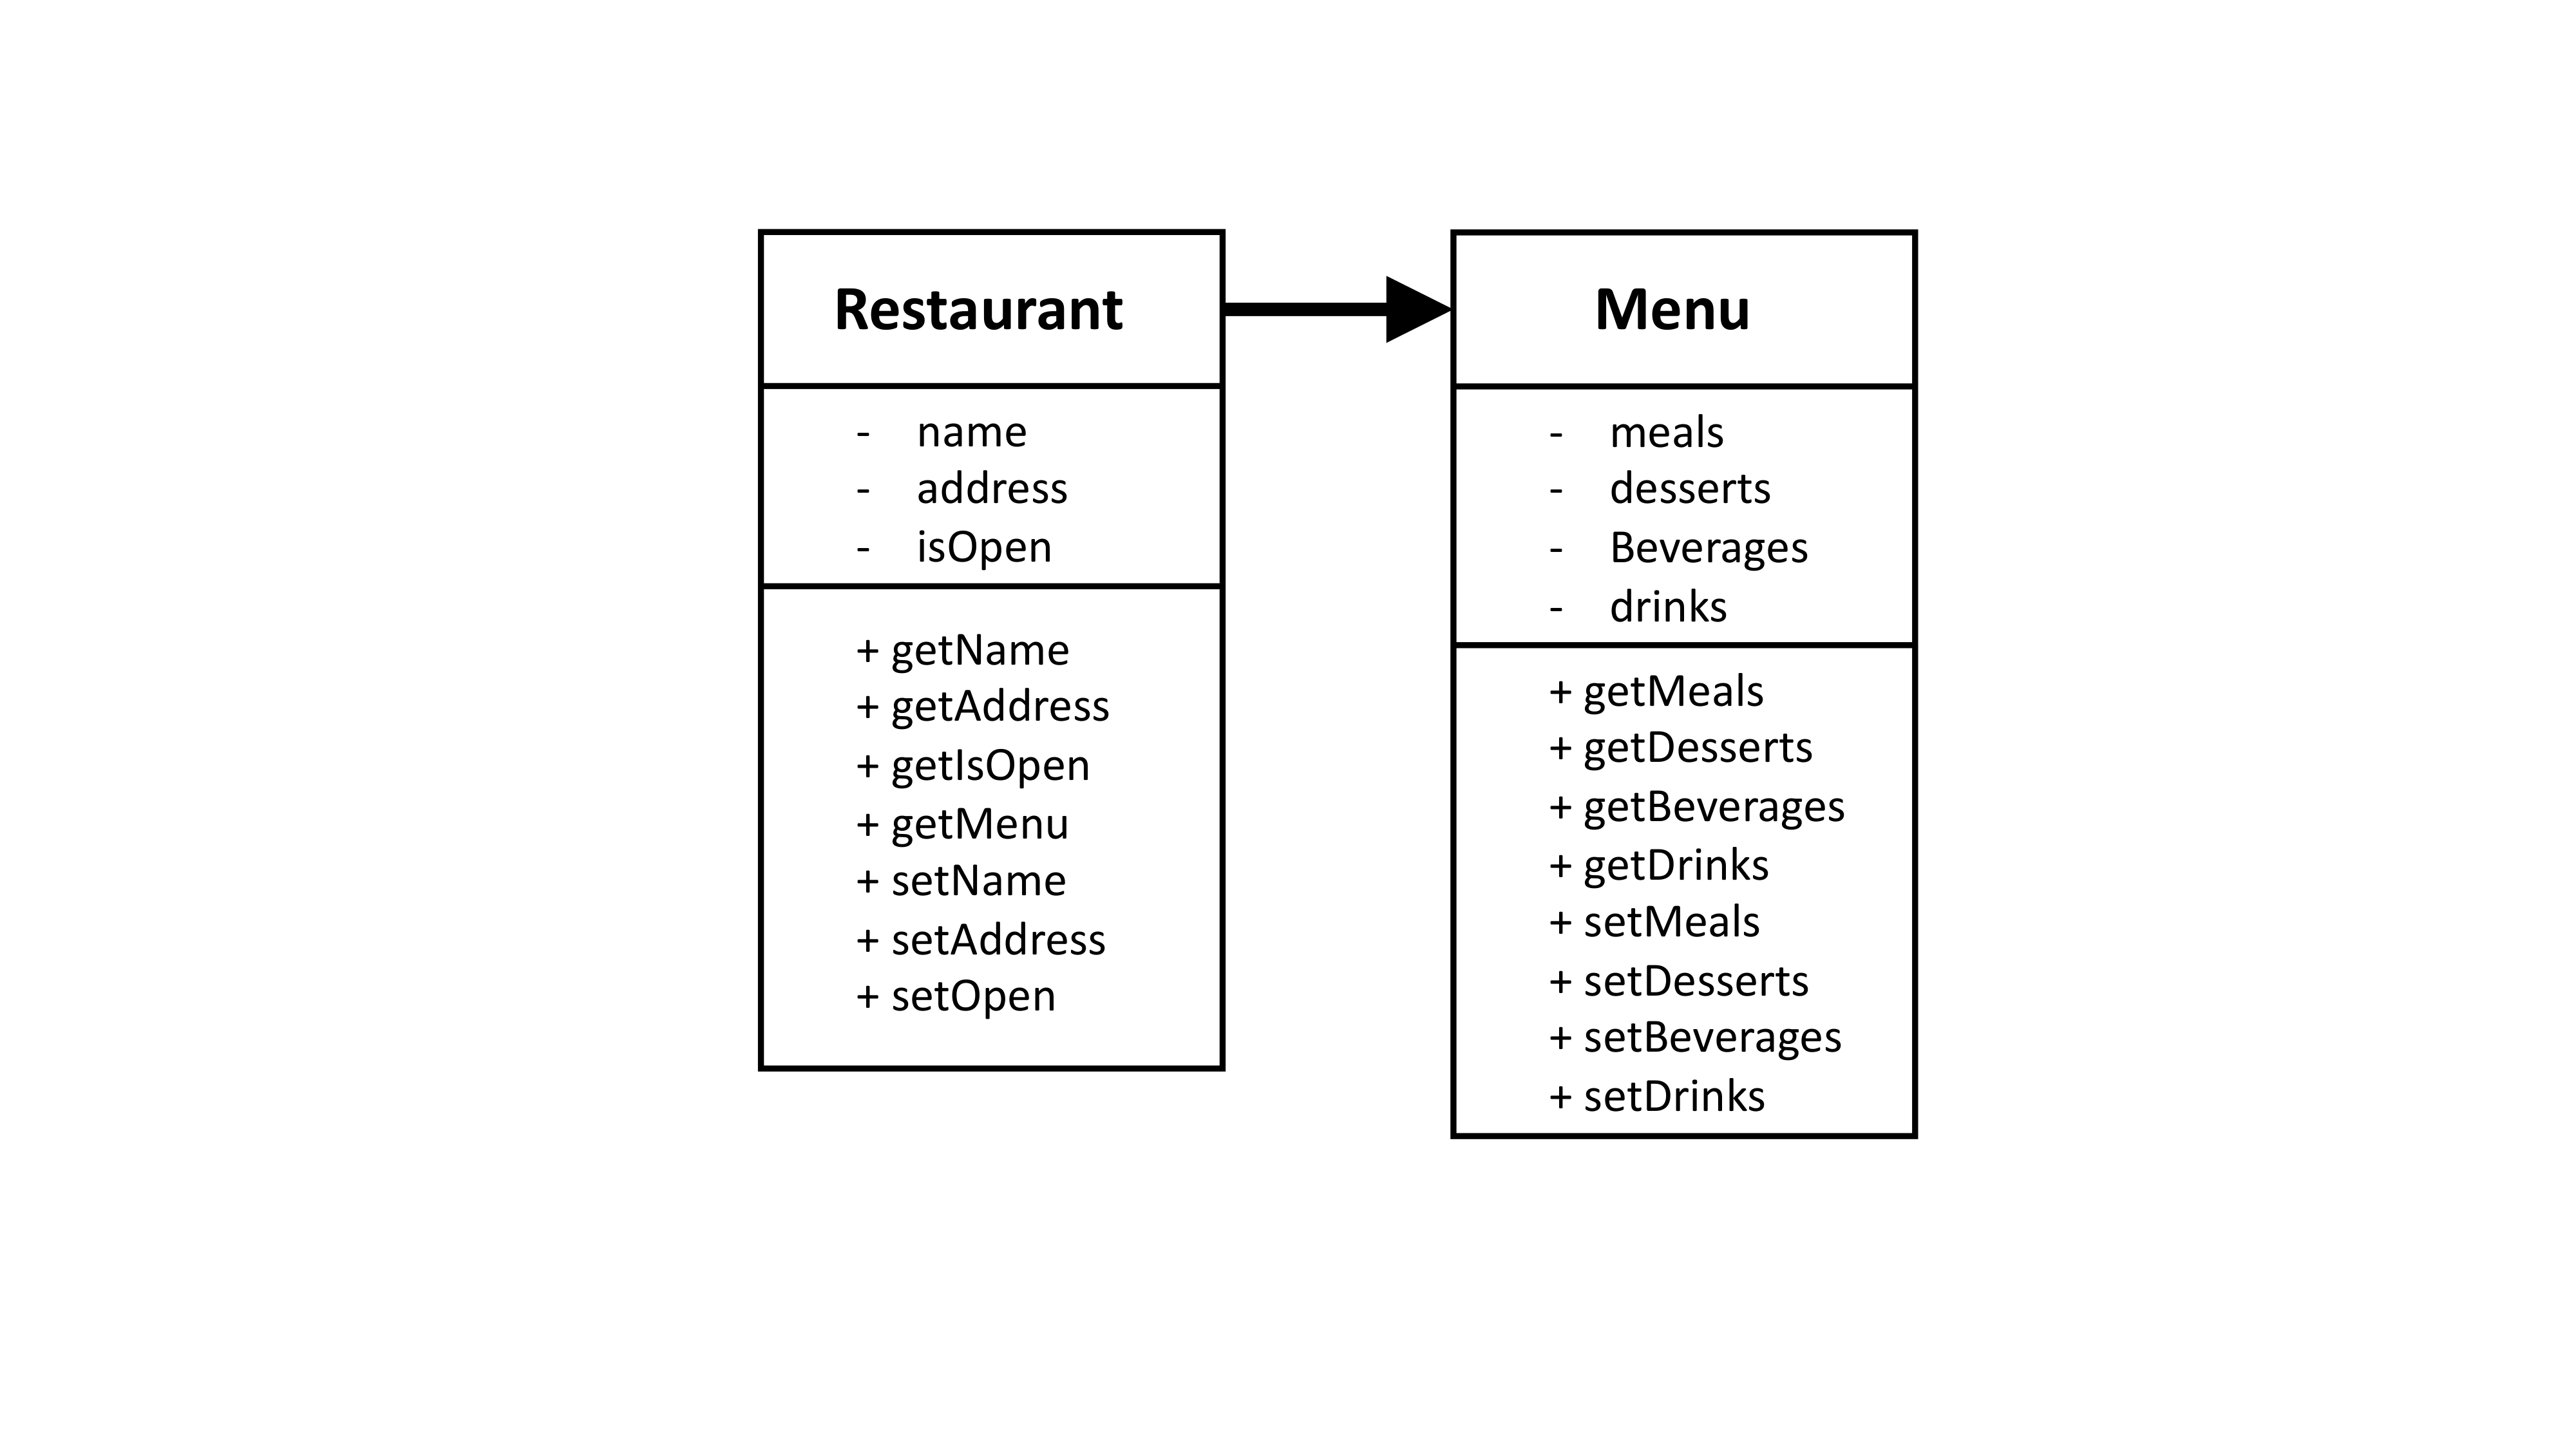 Restaurant
- name
- address
- isOpen
+ getName
+ getAddress
+ getIsOpen
+ getMenu
+ setName
+ setAddress
+ setOpen
Menu
- meals
- desserts
- Beverages
- drinks
+ getMeals
+ getDesserts
+ getBeverages
+ getDrinks
+ setMeals
+ setDesserts
+ setBeverages
+ setDrinks